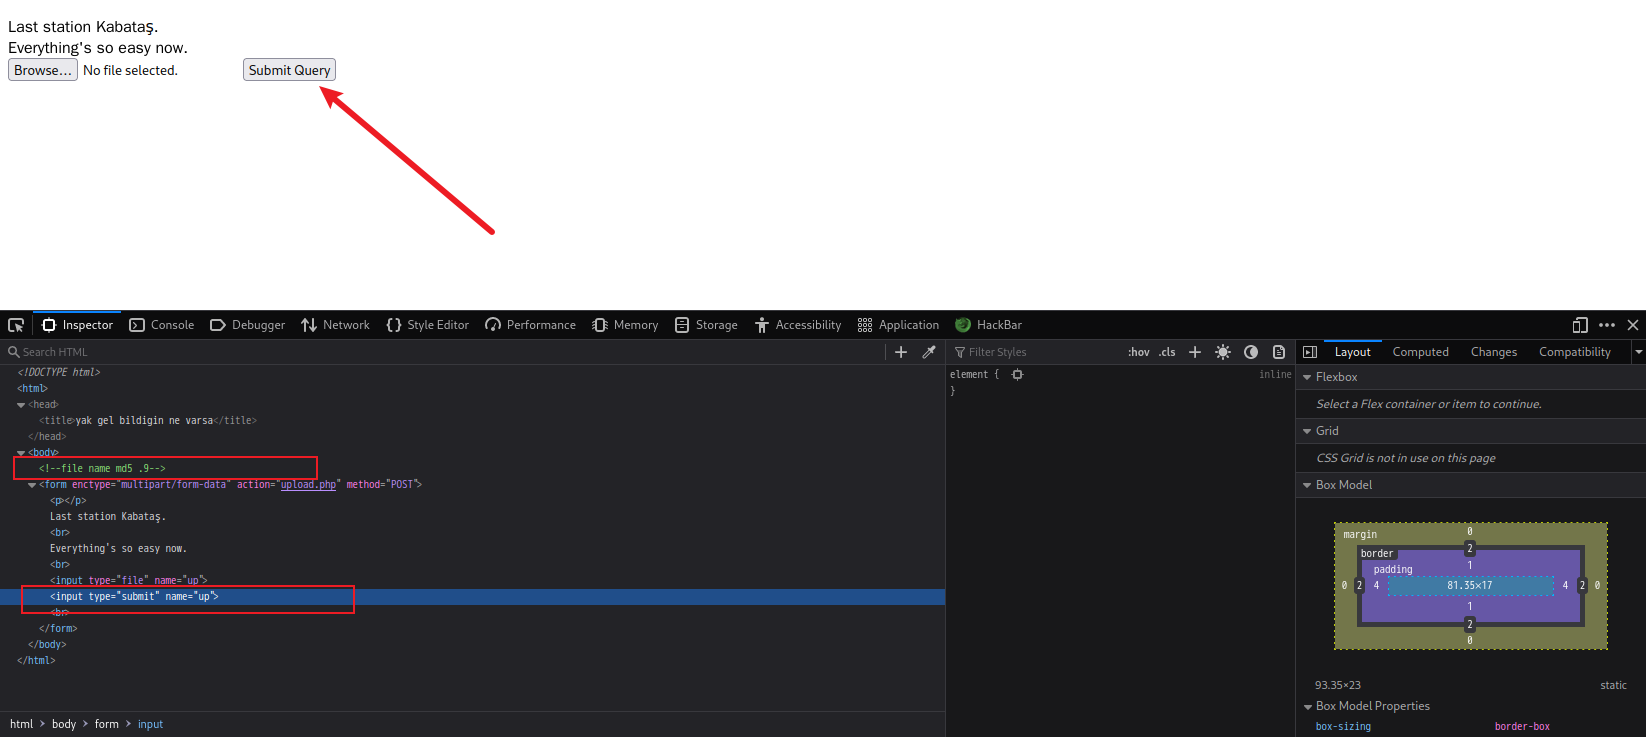 Last station Kabataş.
Everything's so easy now.
Browse... No file selected. Submit Query
Inspector Console Debugger Network Style Editor Performance Memory Storage Accessibility Application HackBar
Search HTML
Filter Styles :hov .cls
Layout Computed Changes Compatibility
<!DOCTYPE html>
<html>
<head>
<title>yak gel bildigin ne varsa</title>
</head>
<body>
<!--file name md5 .9-->
<form enctype="multipart/form-data" action="upload.php" method="POST">
<p></p>
Last station Kabataş.
<br>
Everything's so easy now.
<br>
<input type="file" name="up">
<input type="submit" name="up">
<br>
</form>
</body>
</html>
html > body > form > input
element {
inline
}
Flexbox
Select a Flex container or item to continue.
Grid
CSS Grid is not in use on this page
Box Model
margin
0
border
2
padding
1
0 2 4 81.35×17 4 2 0
1
2
0
93.35×23 static
Box Model Properties
box-sizing border-box